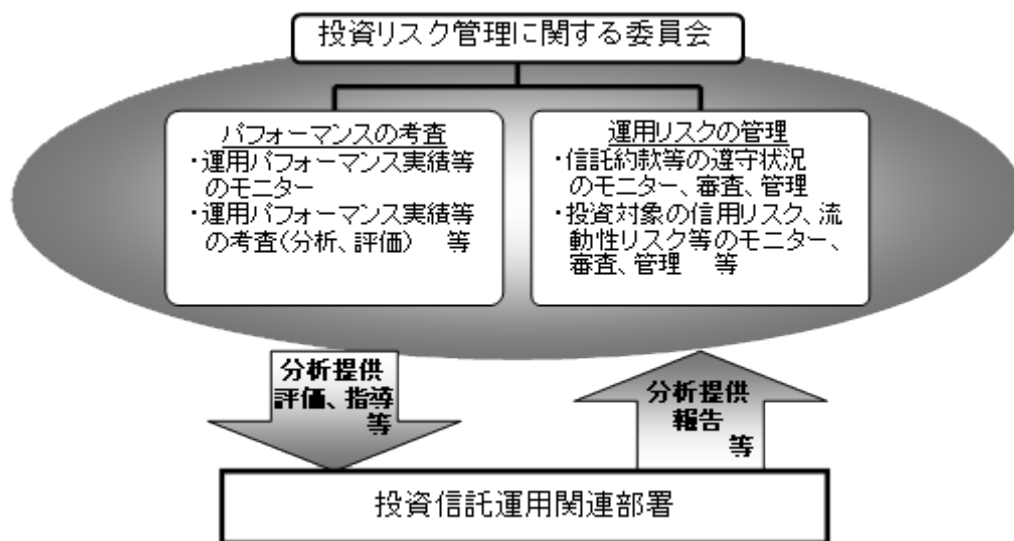 投資リスク管理に関する委員会
パフォーマンスの考査
・運用パフォーマンス実績等
のモニター
・運用パフォーマンス実績等
の考査(分析、評価)　等
運用リスクの管理
・信託約款等の遵守状況
のモニター、審査、管理
・投資対象の信用リスク、流
動性リスク等のモニター、
審査、管理　等
分析提供
評価、指導
等
分析提供
報告
等
投資信託運用関連部署